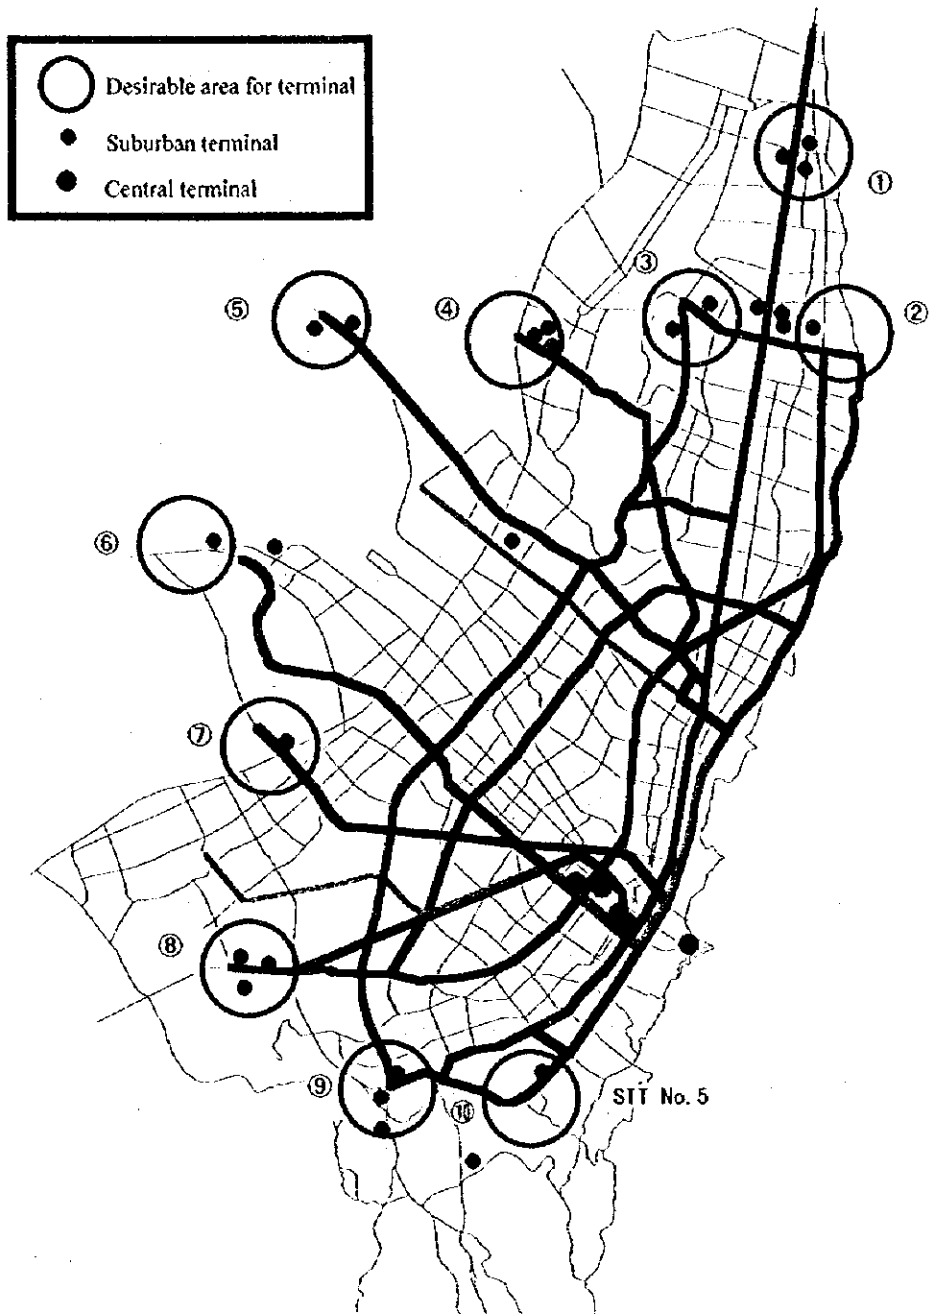 Desirable area for terminal
Suburban terminal
Central terminal
①
③
②
⑤
④
⑥
⑦
⑧
⑨
⑩
STT No. 5